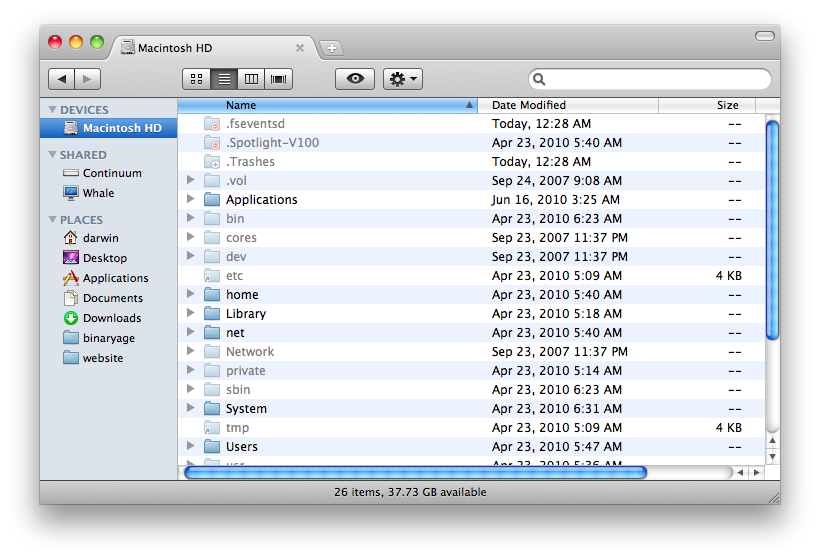 Macintosh HD
Name Date Modified Size
DEVICES
Macintosh HD
SHARED
Continuum
Whale
PLACES
darwin
Desktop
Applications
Documents
Downloads
binaryage
website
.fseventsd Today, 12:28 AM --
.Spotlight-V100 Apr 23, 2010 5:40 AM --
.Trashes Today, 12:28 AM --
.vol Sep 24, 2007 9:08 AM --
Applications Jun 16, 2010 3:25 AM --
bin Apr 23, 2010 6:23 AM --
cores Sep 23, 2007 11:37 PM --
dev Sep 23, 2007 11:37 PM --
etc Apr 23, 2010 5:09 AM 4 KB
home Apr 23, 2010 5:40 AM --
Library Apr 23, 2010 5:18 AM --
net Apr 23, 2010 5:40 AM --
Network Sep 23, 2007 11:37 PM --
private Apr 23, 2010 5:14 AM --
sbin Apr 23, 2010 6:23 AM --
System Apr 23, 2010 6:31 AM --
tmp Apr 23, 2010 5:09 AM 4 KB
Users Apr 23, 2010 5:47 AM --
usr Apr 23, 2010 5:36 AM --
26 items, 37.73 GB available